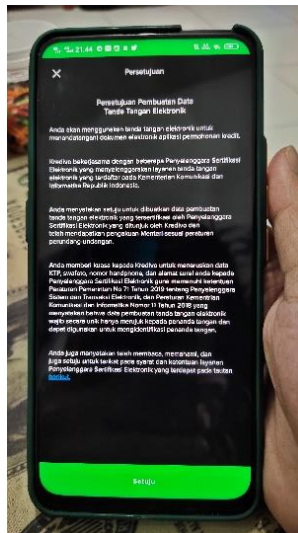 21.44
Persetujuan
Persetujuan Pembuatan Data
Tanda Tangan Elektronik
Anda akan menggunakan tanda tangan elektronik untuk
menandatangani dokumen elektronik aplikasi permohonan kredit.
Kredivo bekerjasama dengan beberapa Penyelenggara Sertifikasi
Elektronik yang menyelenggarakan layanan tanda tangan
elektronik yang terdaftar pada Kementerian Komunikasi dan
Informatika Republik Indonesia.
Anda menyatakan setuju untuk dibuatkan data pembuatan
tanda tangan elektronik yang tersertifikasi oleh Penyelenggara
Sertifikasi Elektronik yang ditunjuk oleh Kredivo dan
telah mendapatkan pengakuan Menteri sesuai peraturan
perundang-undangan.
Anda memberi kuasa kepada Kredivo untuk meneruskan data
KTP, swafoto, nomor handphone, dan alamat surel anda kepada
Penyelenggara Sertifikasi Elektronik guna memenuhi ketentuan
Peraturan Pemerintah No 71 Tahun 2019 tentang Penyelenggara
Sistem dan Transaksi Elektronik, dan Peraturan Kementrian
Komunikasi dan Informatika Nomor 11 Tahun 2018 yang
menyatakan bahwa data pembuatan tanda tangan elektronik
wajib secara unik hanya merujuk kepada penanda tangan dan
dapat digunakan untuk mengidentifikasi penanda tangan.
Anda juga menyatakan telah membaca, memahami, dan
juga setuju untuk terikat pada syarat dan ketentuan layanan
Penyelenggara Sertifikasi Elektronik yang terdapat pada tautan
berikut.
Setuju